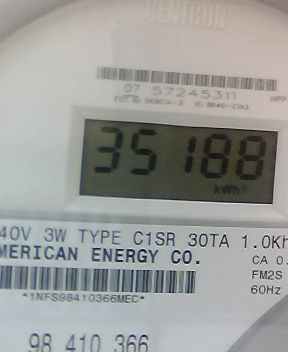 CENTRON
07 57245311
35188
kWh
40V 3W TYPE C1SR 30TA 1.0Kh
MERICAN ENERGY CO.
CA 0.
FM2S
60Hz
*1NFS98410366MEC*
98 410 366